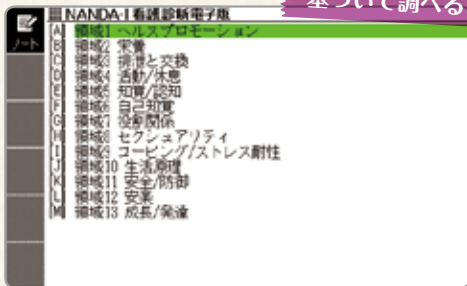 基づいて調べる
ノート
NANDA-I 看護診断電子版
[A] 領域1 ヘルスプロモーション
[B] 領域2 栄養
[C] 領域3 排泄と交換
[D] 領域4 活動/休息
[E] 領域5 知覚/認知
[F] 領域6 自己知覚
[G] 領域7 役割関係
[H] 領域8 セクシュアリティ
[I] 領域9 コーピング/ストレス耐性
[J] 領域10 生活原理
[K] 領域11 安全/防御
[L] 領域12 安楽
[M] 領域13 成長/発達